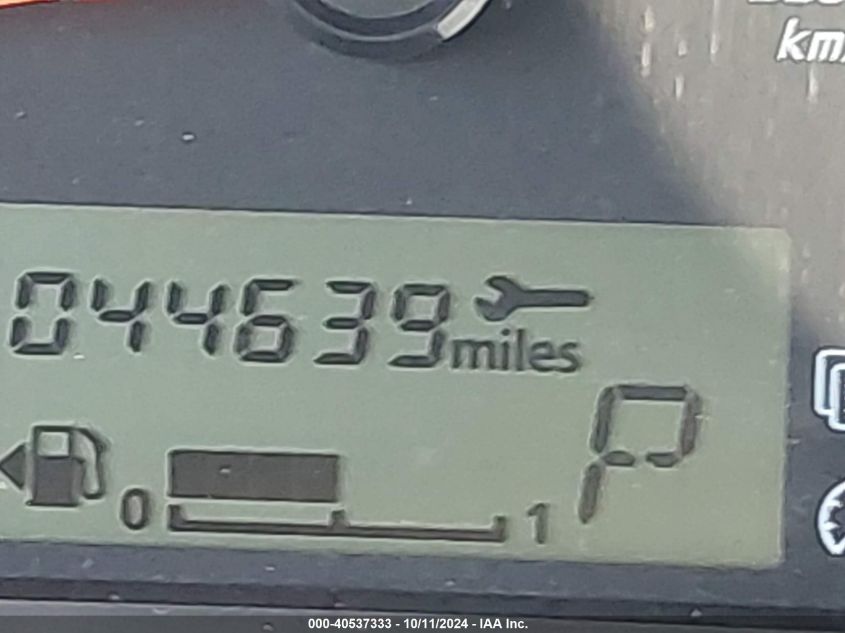 km/
044639
miles
P
0 1
000-40537333 - 10/11/2024 - IAA Inc.